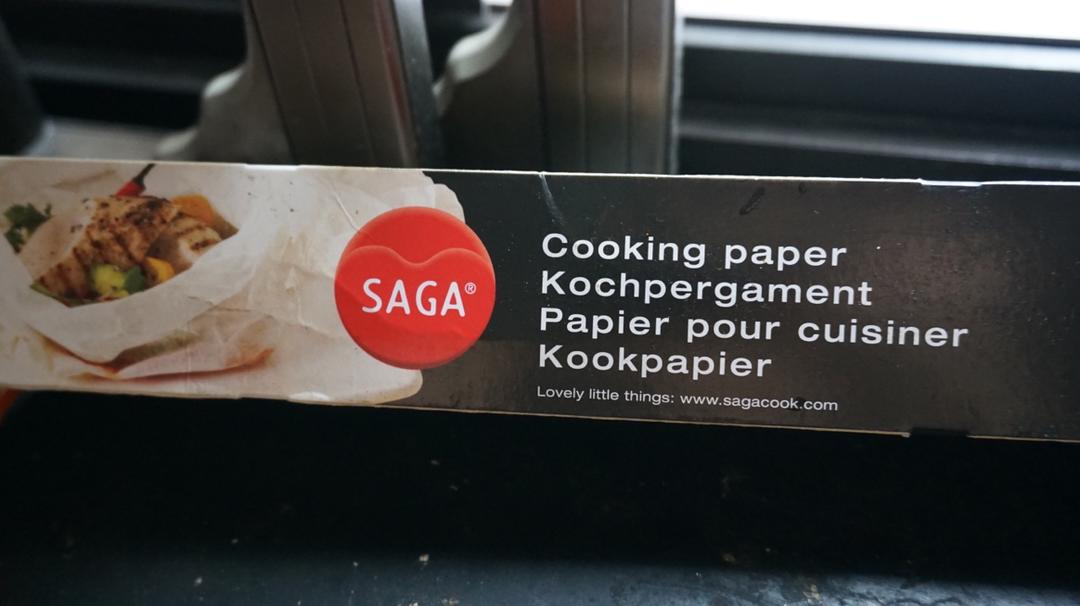 SAGA®
Cooking paper
Kochpergament
Papier pour cuisiner
Kookpapier
Lovely little things: www.sagacook.com